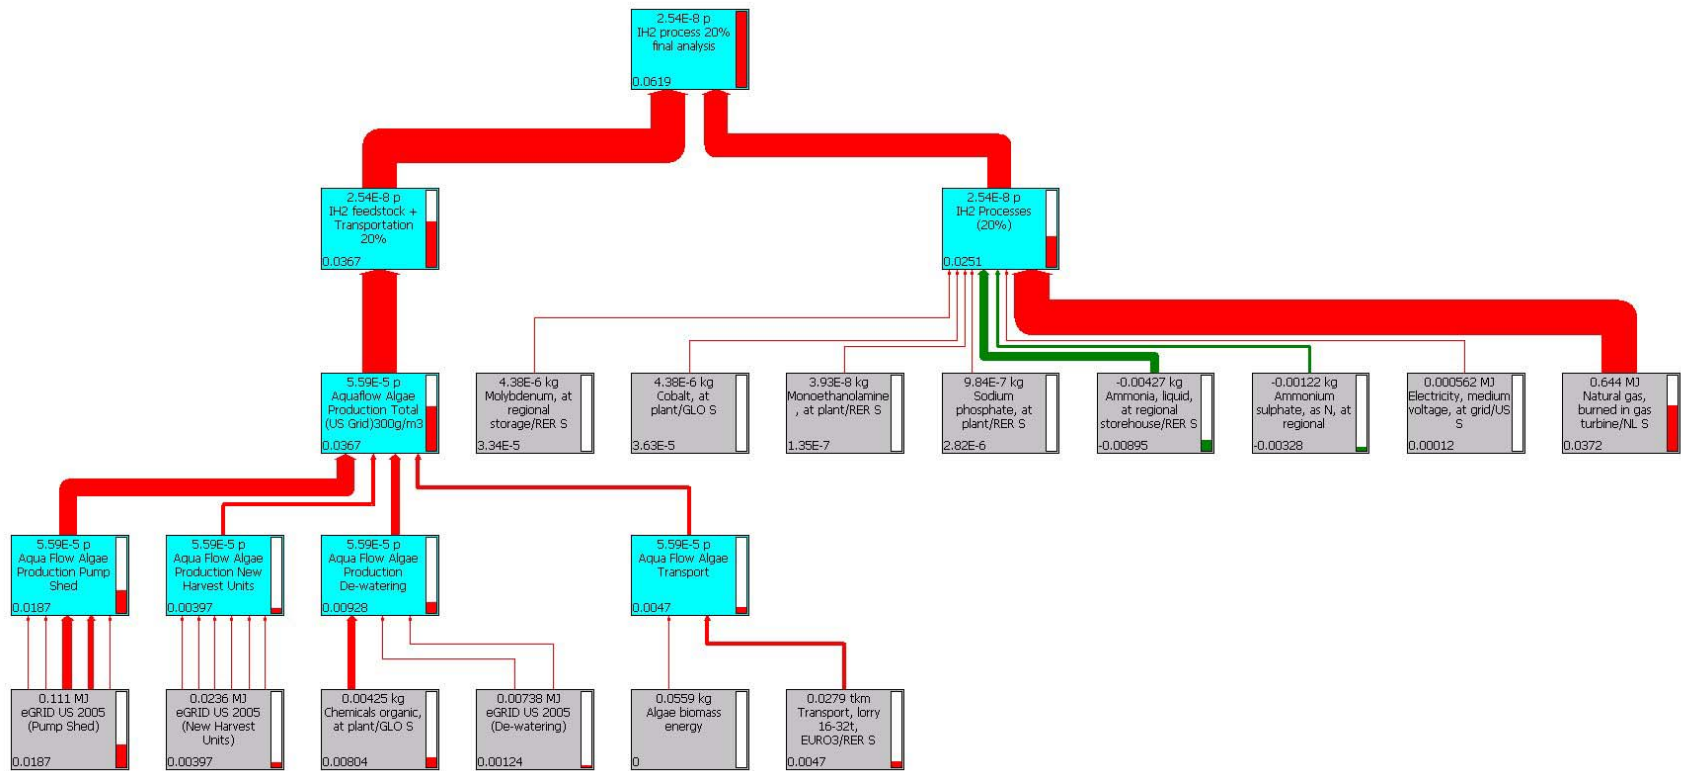 2.54E-8 p
IH2 process 20%
final analysis
0.0619
2.54E-8 p
IH2 feedstock +
Transportation
20%
0.0367
2.54E-8 p
IH2 Processes
(20%)
0.0251
5.59E-5 p
Aquaflow Algae
Production Total
(US Grid)300g/m3
0.0367
4.38E-6 kg
Molybdenum, at
regional
storage/RER S
3.34E-5
4.38E-6 kg
Cobalt, at
plant/GLO S
3.63E-5
3.93E-8 kg
Monoethanolamine
, at plant/RER S
1.35E-7
9.84E-7 kg
Sodium
phosphate, at
plant/RER S
2.82E-6
-0.00427 kg
Ammonia, liquid,
at regional
storehouse/RER S
-0.00895
-0.00122 kg
Ammonium
sulphate, as N, at
regional
-0.00328
0.000562 MJ
Electricity, medium
voltage, at grid/US
S
0.00012
0.644 MJ
Natural gas,
burned in gas
turbine/NL S
0.0372
5.59E-5 p
Aqua Flow Algae
Production Pump
Shed
0.0187
5.59E-5 p
Aqua Flow Algae
Production New
Harvest Units
0.00397
5.59E-5 p
Aqua Flow Algae
Production
De-watering
0.00928
5.59E-5 p
Aqua Flow Algae
Transport
0.0047
0.111 MJ
eGRID US 2005
(Pump Shed)
0.0187
0.0236 MJ
eGRID US 2005
(New Harvest
Units)
0.00397
0.00425 kg
Chemicals organic,
at plant/GLO S
0.00804
0.00738 MJ
eGRID US 2005
(De-watering)
0.00124
0.0559 kg
Algae biomass
energy
0
0.0279 tkm
Transport, lorry
16-32t,
EURO3/RER S
0.0047